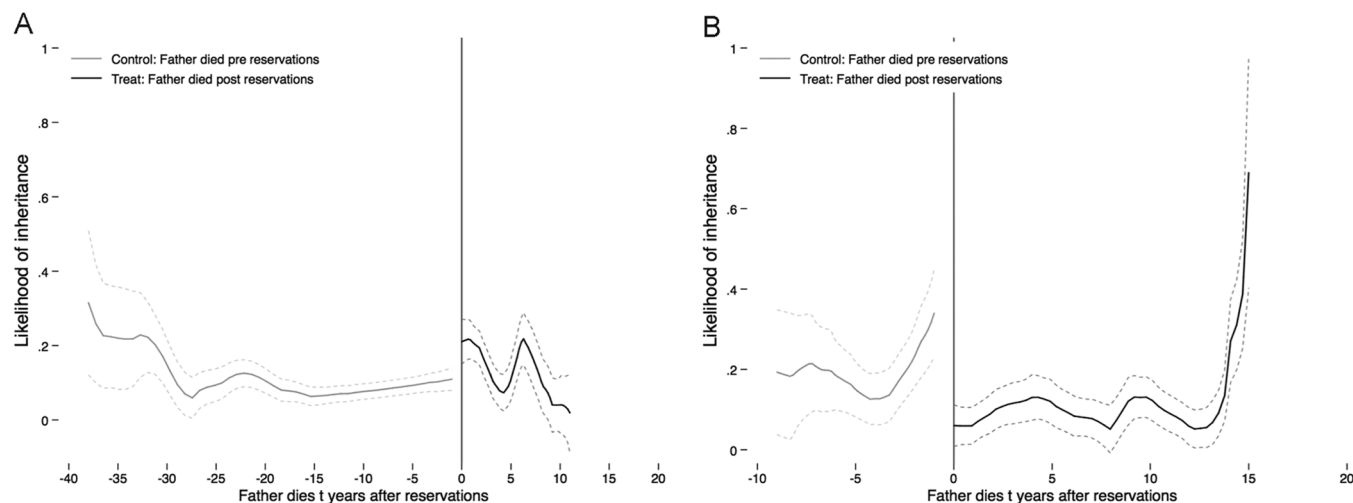 A
Control: Father died pre reservations
Treat: Father died post reservations
Likelihood of inheritance
1
.8
.6
.4
.2
0
-40 -35 -30 -25 -20 -15 -10 -5 0 5 10 15 20
Father dies t years after reservations
B
Control: Father died pre reservations
Treat: Father died post reservations
Likelihood of inheritance
1
.8
.6
.4
.2
0
-10 -5 0 5 10 15 20
Father dies t years after reservations